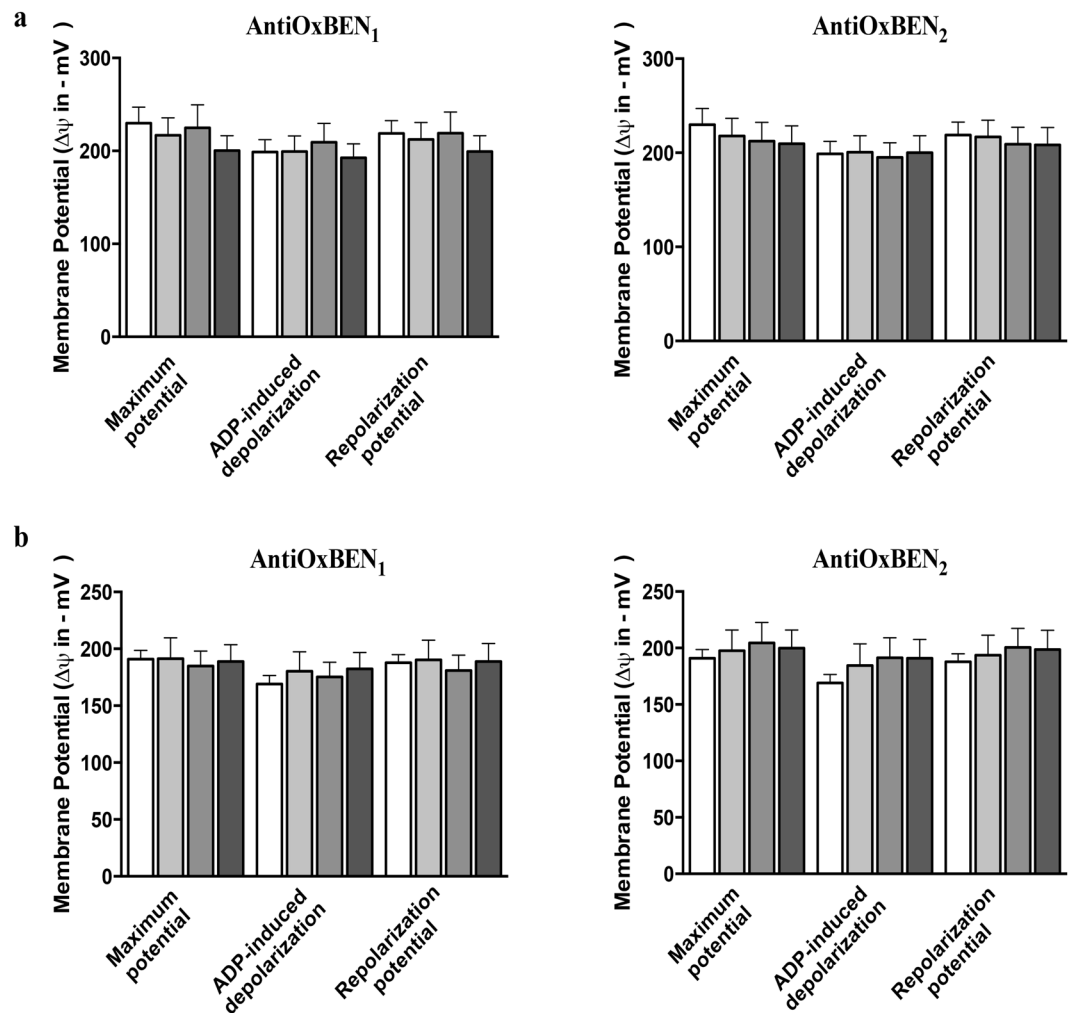 a
AntiOxBEN₁
Membrane Potential (Δψ in - mV )
300
200
100
0
Maximum
potential
ADP-induced
depolarization
Repolarization
potential
AntiOxBEN₂
Membrane Potential (Δψ in - mV )
300
200
100
0
Maximum
potential
ADP-induced
depolarization
Repolarization
potential
b
AntiOxBEN₁
Membrane Potential (Δψ in - mV )
250
200
150
100
50
0
Maximum
potential
ADP-induced
depolarization
Repolarization
potential
AntiOxBEN₂
Membrane Potential (Δψ in - mV )
250
200
150
100
50
0
Maximum
potential
ADP-induced
depolarization
Repolarization
potential